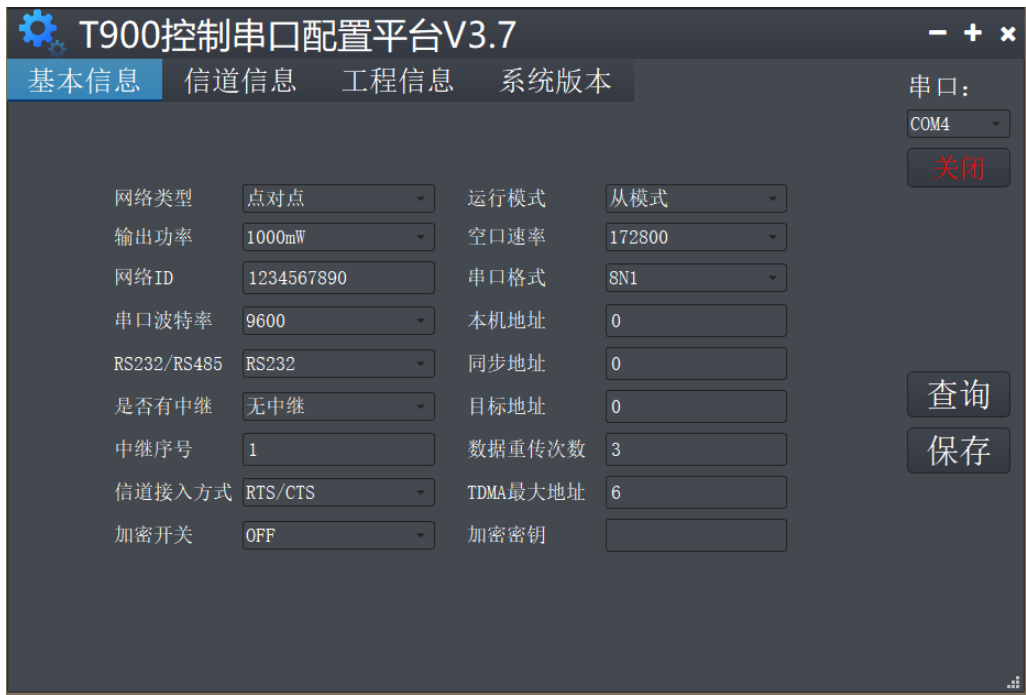 T900控制串口配置平台V3.7
基本信息 信道信息 工程信息 系统版本
串口：
COM4
关闭
网络类型 点对点 运行模式 从模式
输出功率 1000mW 空口速率 172800
网络ID 1234567890 串口格式 8N1
串口波特率 9600 本机地址 0
RS232/RS485 RS232 同步地址 0
是否有中继 无中继 目标地址 0
中继序号 1 数据重传次数 3
信道接入方式 RTS/CTS TDMA最大地址 6
加密开关 OFF 加密密钥
查询
保存